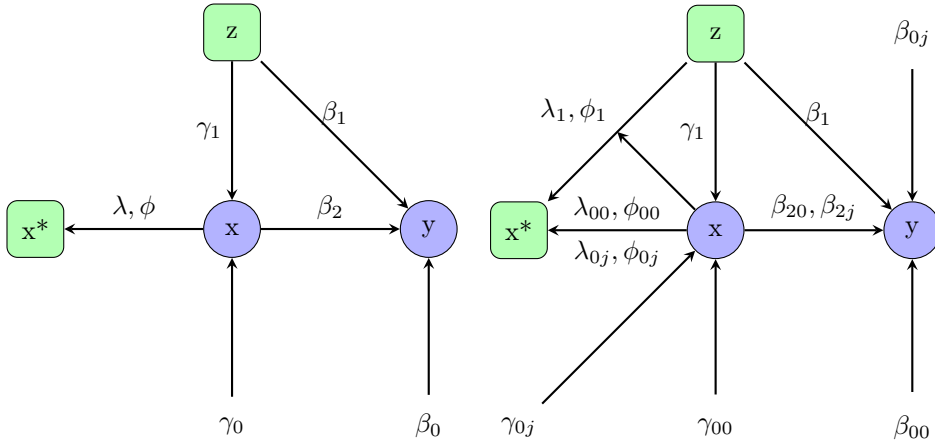 z
γ₁
β₁
λ, φ
x*
x
β₂
y
γ₀
β₀
z
β₀ⱼ
λ₁, φ₁
γ₁
β₁
λ₀₀, φ₀₀
x*
x
β₂₀, β₂ⱼ
y
λ₀ⱼ, φ₀ⱼ
γ₀ⱼ
γ₀₀
β₀₀